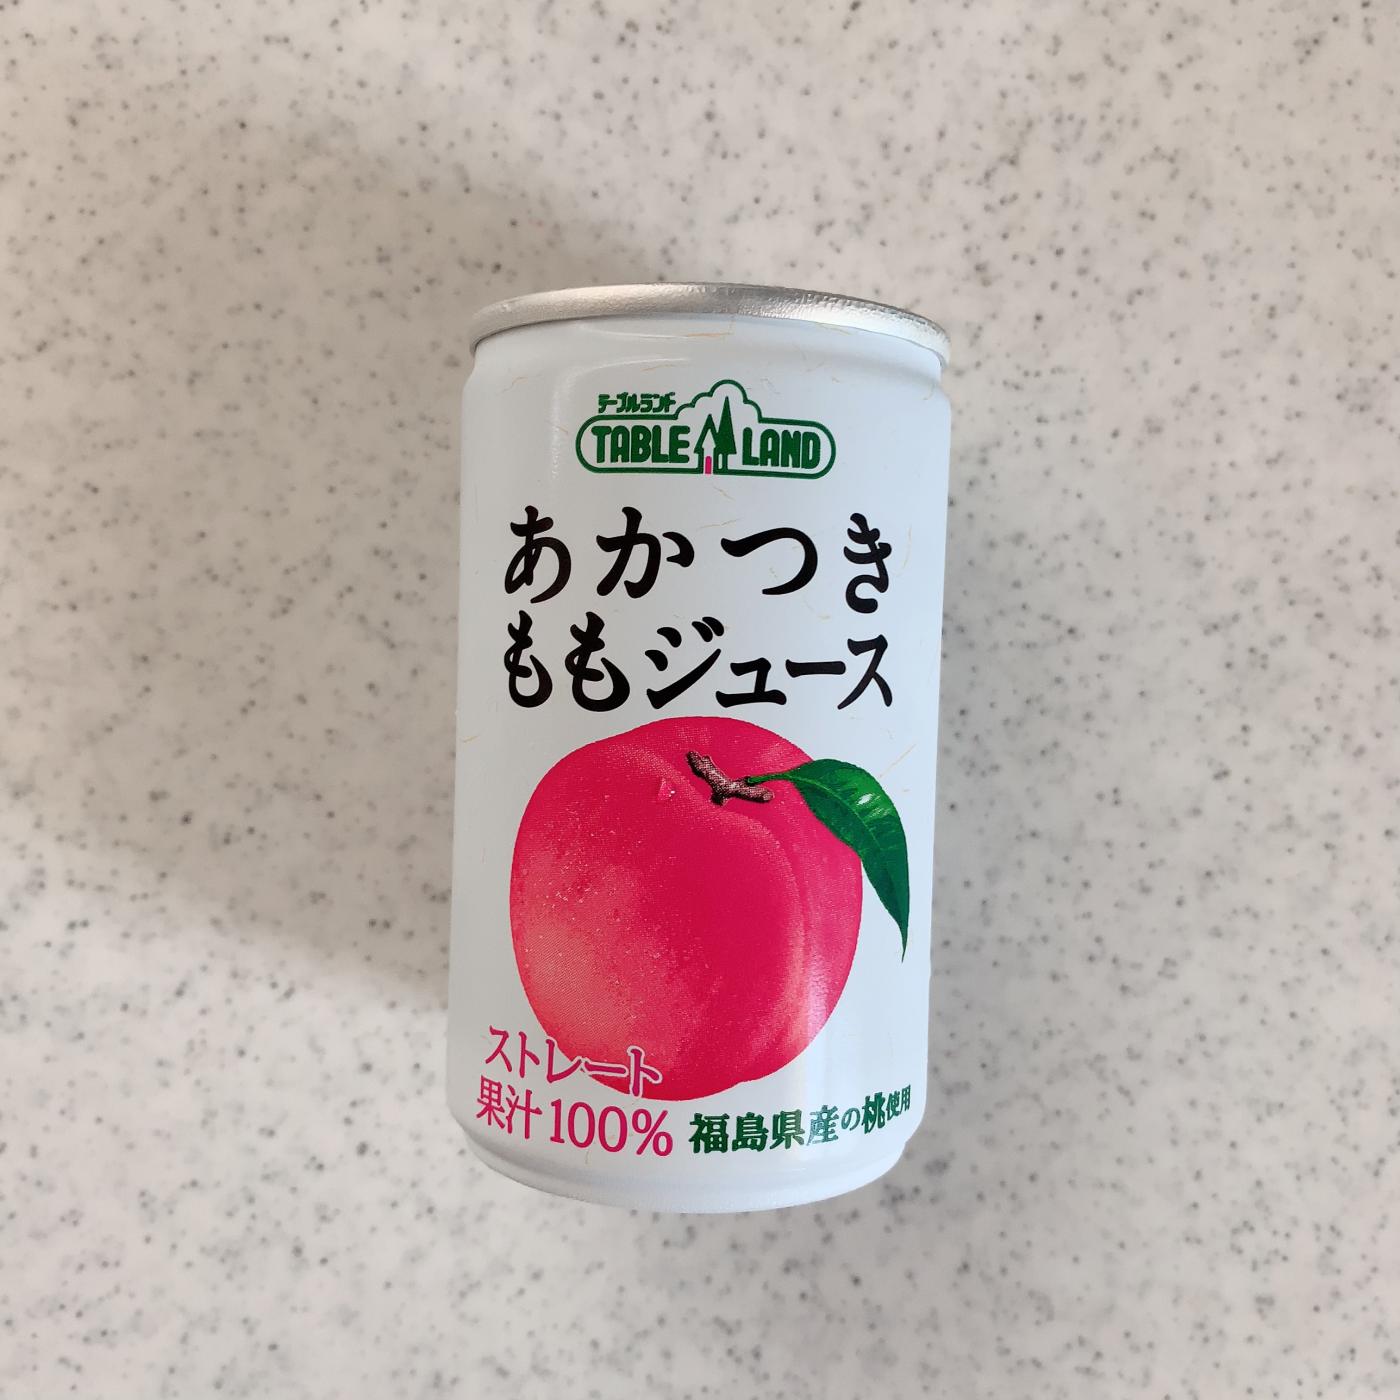 テーブルランド
TABLE LAND
あかつき
ももジュース
ストレート
果汁100%
福島県産の桃使用